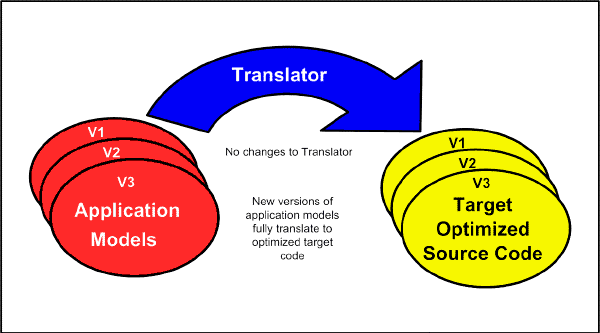 Translator
V1
V2
V3
Application
Models
No changes to Translator
New versions of
application models
fully translate to
optimized target
code
V1
V2
V3
Target
Optimized
Source Code